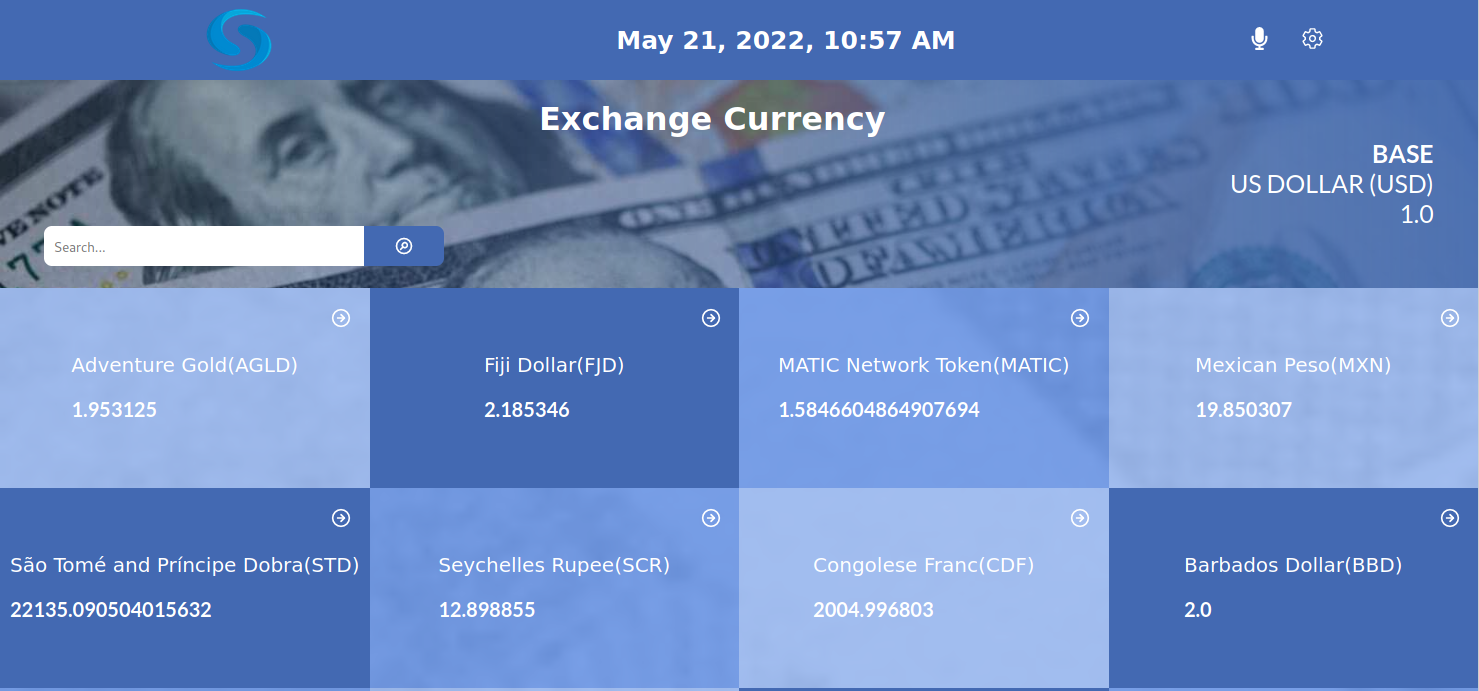 May 21, 2022, 10:57 AM
Exchange Currency
BASE
US DOLLAR (USD)
1.0
Search...
Adventure Gold(AGLD)
1.953125
Fiji Dollar(FJD)
2.185346
MATIC Network Token(MATIC)
1.5846604864907694
Mexican Peso(MXN)
19.850307
São Tomé and Príncipe Dobra(STD)
22135.090504015632
Seychelles Rupee(SCR)
12.898855
Congolese Franc(CDF)
2004.996803
Barbados Dollar(BBD)
2.0